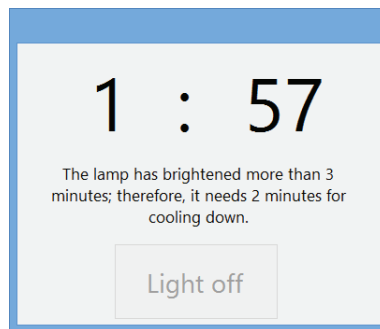 1 : 57
The lamp has brightened more than 3
minutes; therefore, it needs 2 minutes for
cooling down.
Light off